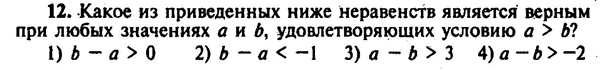 12. Какое из приведенных ниже неравенств является верным
при любых значениях a и b, удовлетворяющих условию a > b?
1) b − a > 0 2) b − a < −1 3) a − b > 3 4) a − b > −2